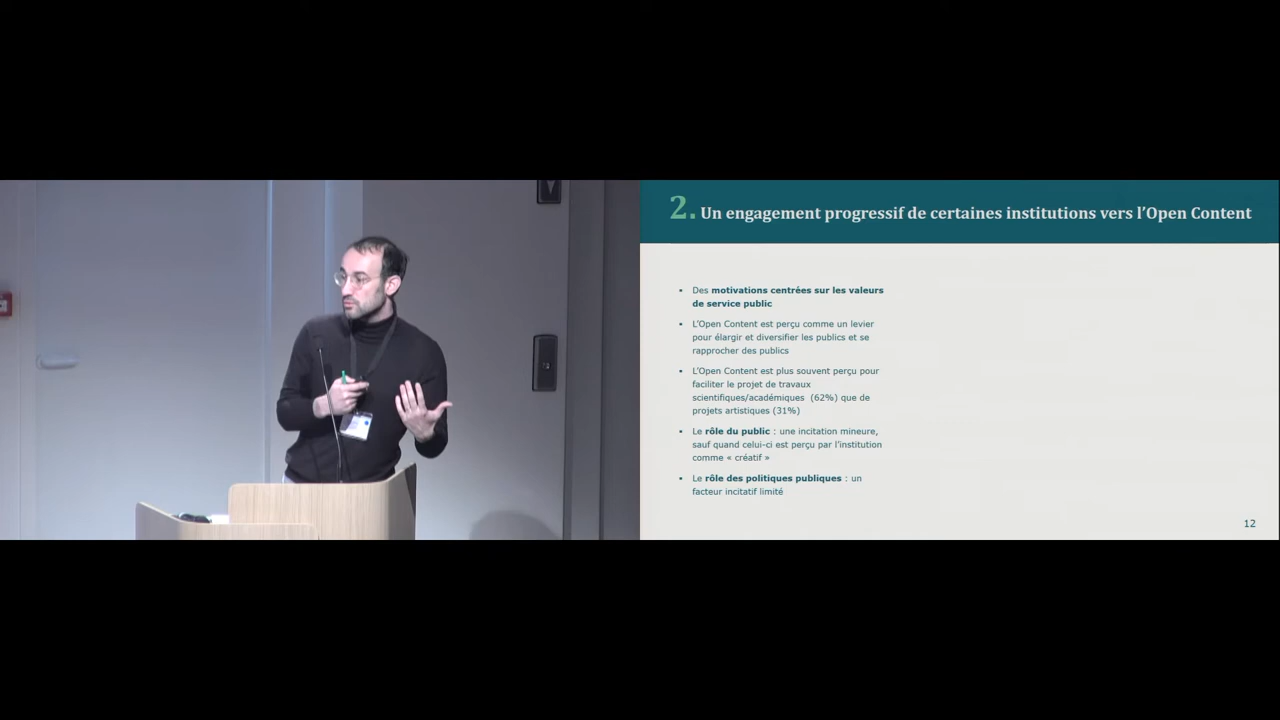 2. Un engagement progressif de certaines institutions vers l’Open Content
▪ Des motivations centrées sur les valeurs
de service public
▪ L’Open Content est perçu comme un levier
pour élargir et diversifier les publics et se
rapprocher des publics
▪ L’Open Content est plus souvent perçu pour
faciliter le projet de travaux
scientifiques/académiques (62%) que de
projets artistiques (31%)
▪ Le rôle du public : une incitation mineure,
sauf quand celui-ci est perçu par l’institution
comme « créatif »
▪ Le rôle des politiques publiques : un
facteur incitatif limité
12